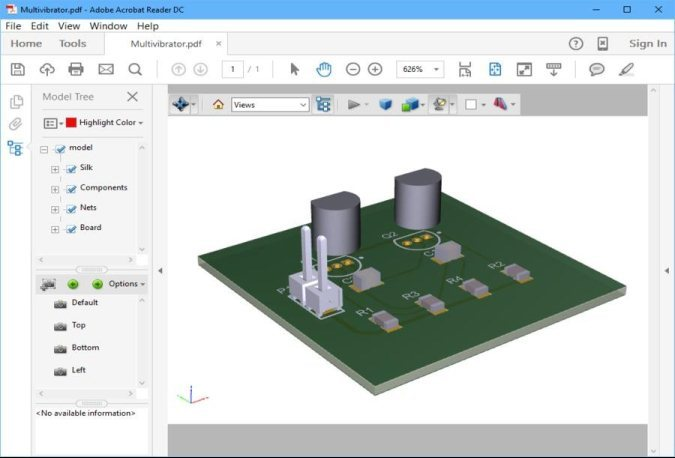 Multivibrator.pdf - Adobe Acrobat Reader DC
File Edit View Window Help
Home Tools Multivibrator.pdf × Sign In
1 / 1 626%
Model Tree
Views
Highlight Color
model
Silk
Components
Nets
Board
Options
Default
Top
Bottom
Left
<No available information>
Q2
R1 R3 R4 R2